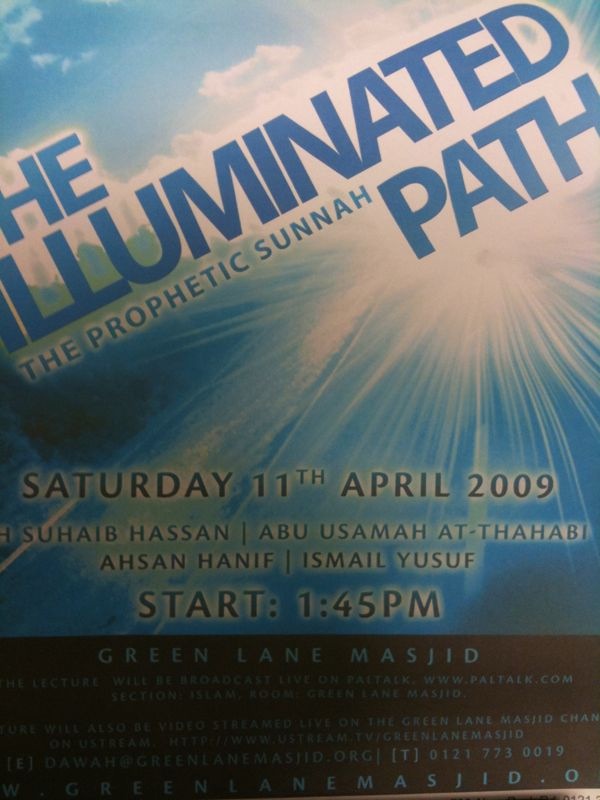 THE
ILLUMINATED
THE PROPHETIC SUNNAH
PATH
SATURDAY 11TH APRIL 2009
H SUHAIB HASSAN | ABU USAMAH AT-THAHABI
AHSAN HANIF | ISMAIL YUSUF
START: 1:45PM
GREEN LANE MASJID
THE LECTURE WILL BE BROADCAST LIVE ON PALTALK. WWW.PALTALK.COM
SECTION: ISLAM, ROOM: GREEN LANE MASJID.
TURE WILL ALSO BE VIDEO STREAMED LIVE ON THE GREEN LANE MASJID CHAN
ON USTREAM. HTTP://WWW.USTREAM.TV/GREENLANEMASJID
[E] DAWAH@GREENLANEMASJID.ORG| [T] 0121 773 0019
W.GREENLANEMASJID.O